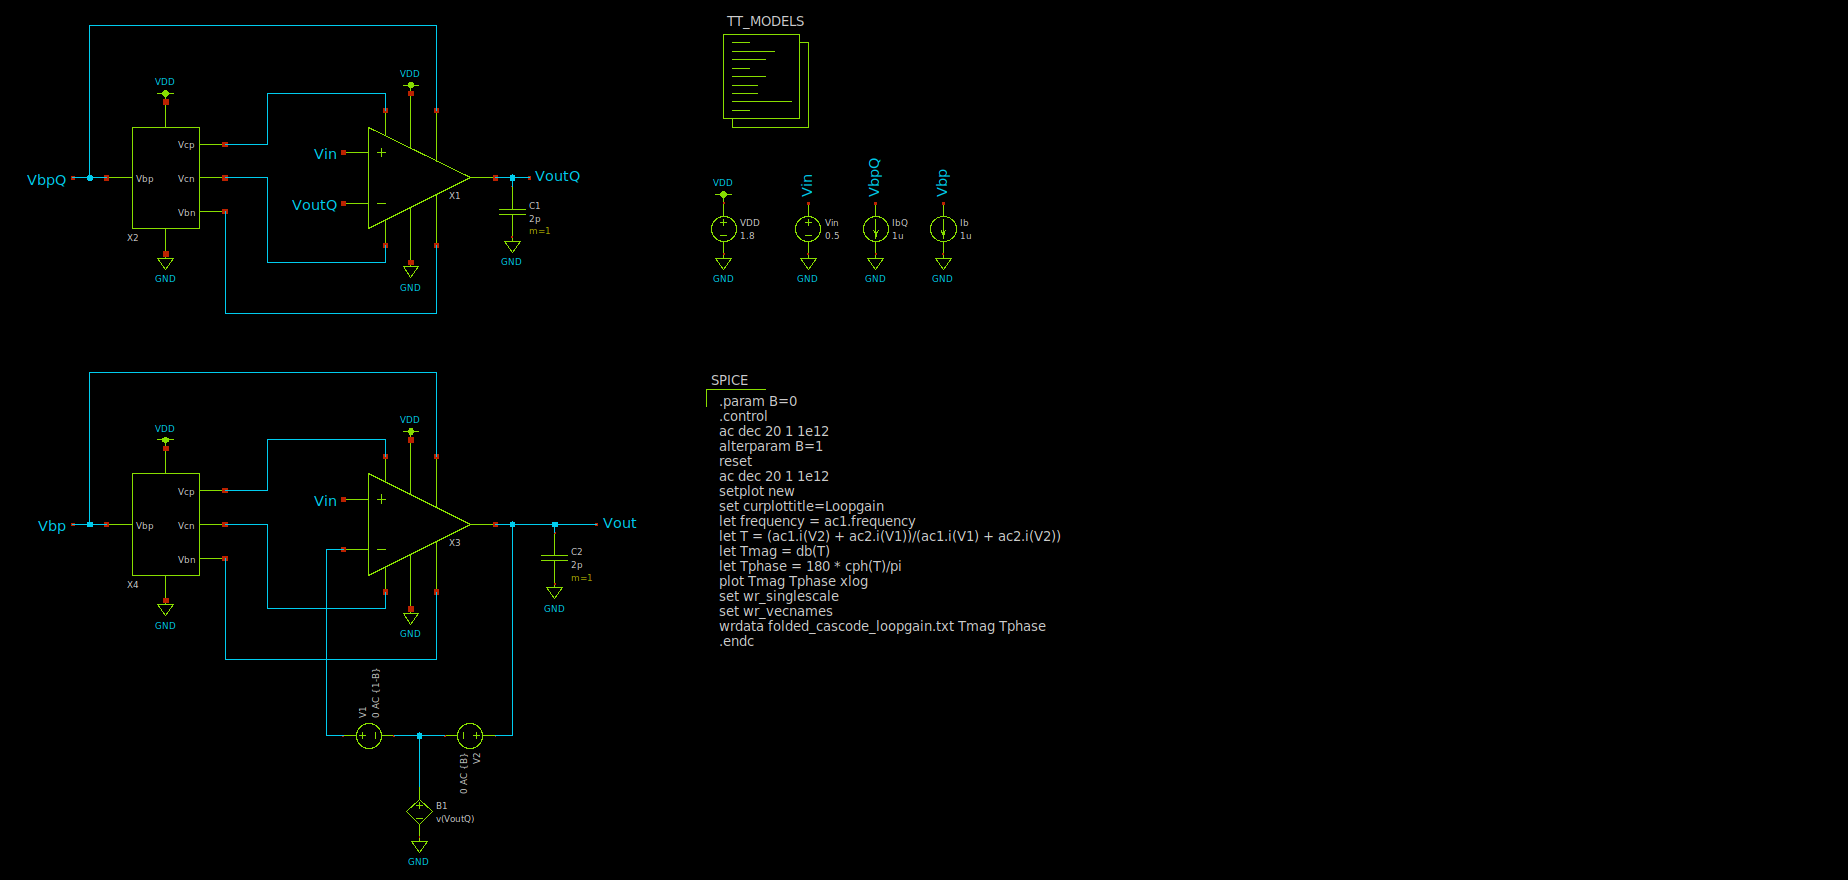 TT_MODELS
VDD
VDD
Vcp
Vbp
Vcn
Vbn
VbpQ
X2
GND
Vin
+
VoutQ
−
X1
VoutQ
C1
2p
m=1
GND
GND
VDD
+
−
VDD
1.8
GND
Vin
+
−
Vin
0.5
GND
VbpQ
IbQ
1u
GND
Vbp
Ib
1u
GND
VDD
VDD
Vcp
Vbp
Vcn
Vbn
Vbp
X4
GND
Vin
+
−
X3
Vout
C2
2p
m=1
GND
GND
V1
0 AC {1-B}
+
−
V2
0 AC {B}
−
+
B1
v(VoutQ)
+
−
GND
SPICE
.param B=0
.control
ac dec 20 1 1e12
alterparam B=1
reset
ac dec 20 1 1e12
setplot new
set curplottitle=Loopgain
let frequency = ac1.frequency
let T = (ac1.i(V2) + ac2.i(V1))/(ac1.i(V1) + ac2.i(V2))
let Tmag = db(T)
let Tphase = 180 * cph(T)/pi
plot Tmag Tphase xlog
set wr_singlescale
set wr_vecnames
wrdata folded_cascode_loopgain.txt Tmag Tphase
.endc